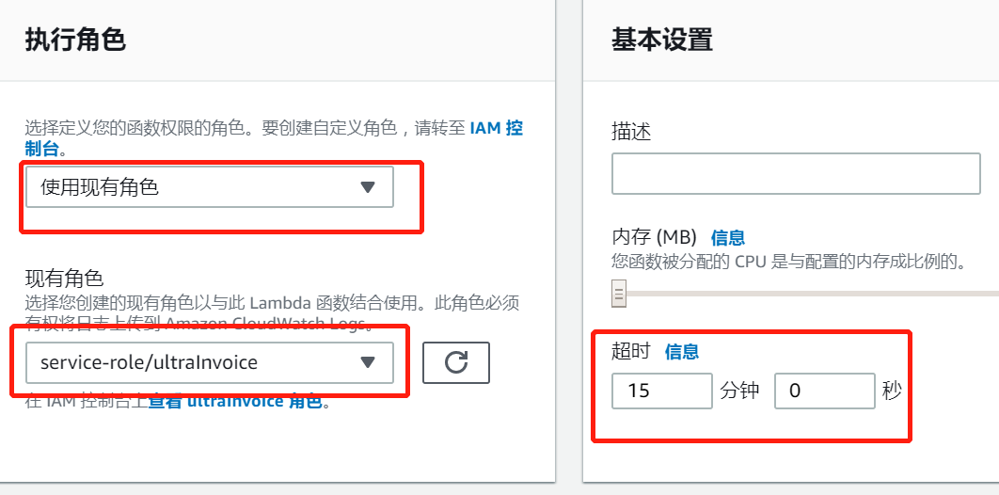 执行角色
选择定义您的函数权限的角色。要创建自定义角色，请转至 IAM 控
制台。
使用现有角色
现有角色
选择您创建的现有角色以与此 Lambda 函数结合使用。此角色必须
有权将日志上传到 Amazon CloudWatch Logs。
service-role/ultraInvoice
在 IAM 控制台上查看 ultraInvoice 角色。
基本设置
描述
内存 (MB) 信息
您函数被分配的 CPU 是与配置的内存成比例的。
超时 信息
15 分钟 0 秒